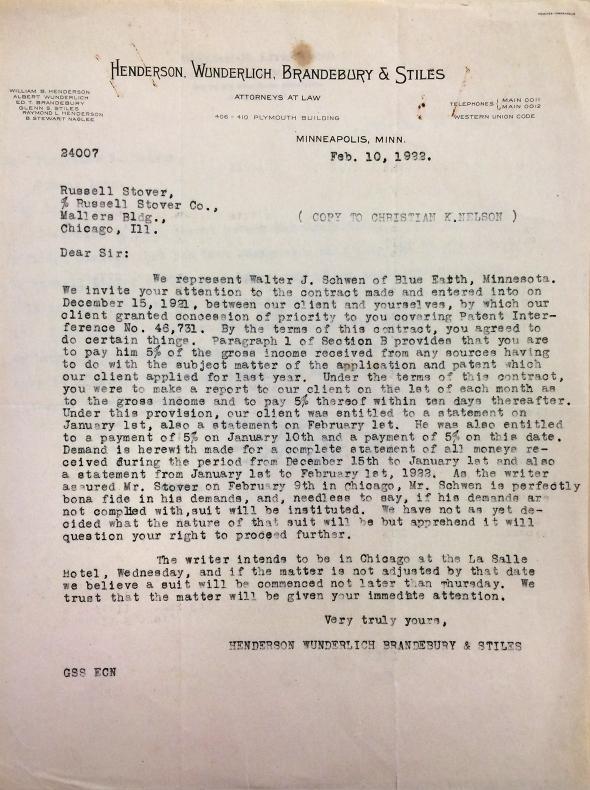 HENDERSON, WUNDERLICH, BRANDEBURY & STILES
WILLIAM B. HENDERSON
ALBERT WUNDERLICH
ED. T. BRANDEBURY
GLENN S. STILES
RAYMOND L. HENDERSON
B. STEWART NAGLEE
ATTORNEYS AT LAW
406 - 410 PLYMOUTH BUILDING
TELEPHONES { MAIN 0011
MAIN 0012
WESTERN UNION CODE
MINNEAPOLIS, MINN.
24007
Feb. 10, 1922.
Russell Stover,
% Russell Stover Co.,
Mallers Bldg.,
Chicago, Ill.
( COPY TO CHRISTIAN K.NELSON )
Dear Sir:
We represent Walter J. Schwen of Blue Earth, Minnesota.
We invite your attention to the contract made and entered into on
December 15, 1921, between our client and yourselves, by which our
client granted concession of priority to you covering Patent Inter-
ference No. 46,731. By the terms of this contract, you agreed to
do certain things. Paragraph 1 of Section B provides that you are
to pay him 5% of the gross income received from any sources having
to do with the subject matter of the application and patent which
our client applied for last year. Under the terms of this contract,
you were to make a report to our client on the 1st of each month as
to the gross income and to pay 5% thereof within ten days thereafter.
Under this provision, our client was entitled to a statement on
January 1st, also a statement on February 1st. He was also entitled
to a payment of 5% on January 10th and a payment of 5% on this date.
Demand is herewith made for a complete statement of all moneys re-
ceived during the period from December 15th to January 1st and also
a statement from January 1st to February 1st, 1922. As the writer
assured Mr. Stover on February 9th in Chicago, Mr. Schwen is perfectly
bona fide in his demands, and, needless to say, if his demands are
not complied with,suit will be instituted. We have not as yet de-
cided what the nature of that suit will be but apprehend it will
question your right to proceed further.
The writer intends to be in Chicago at the La Salle
Hotel, Wednesday, and if the matter is not adjusted by that date
we believe a suit will be commenced not later than Thursday. We
trust that the matter will be given your immediate attention.
Very truly yours,
HENDERSON WUNDERLICH BRANDEBURY & STILES
GSS ECN